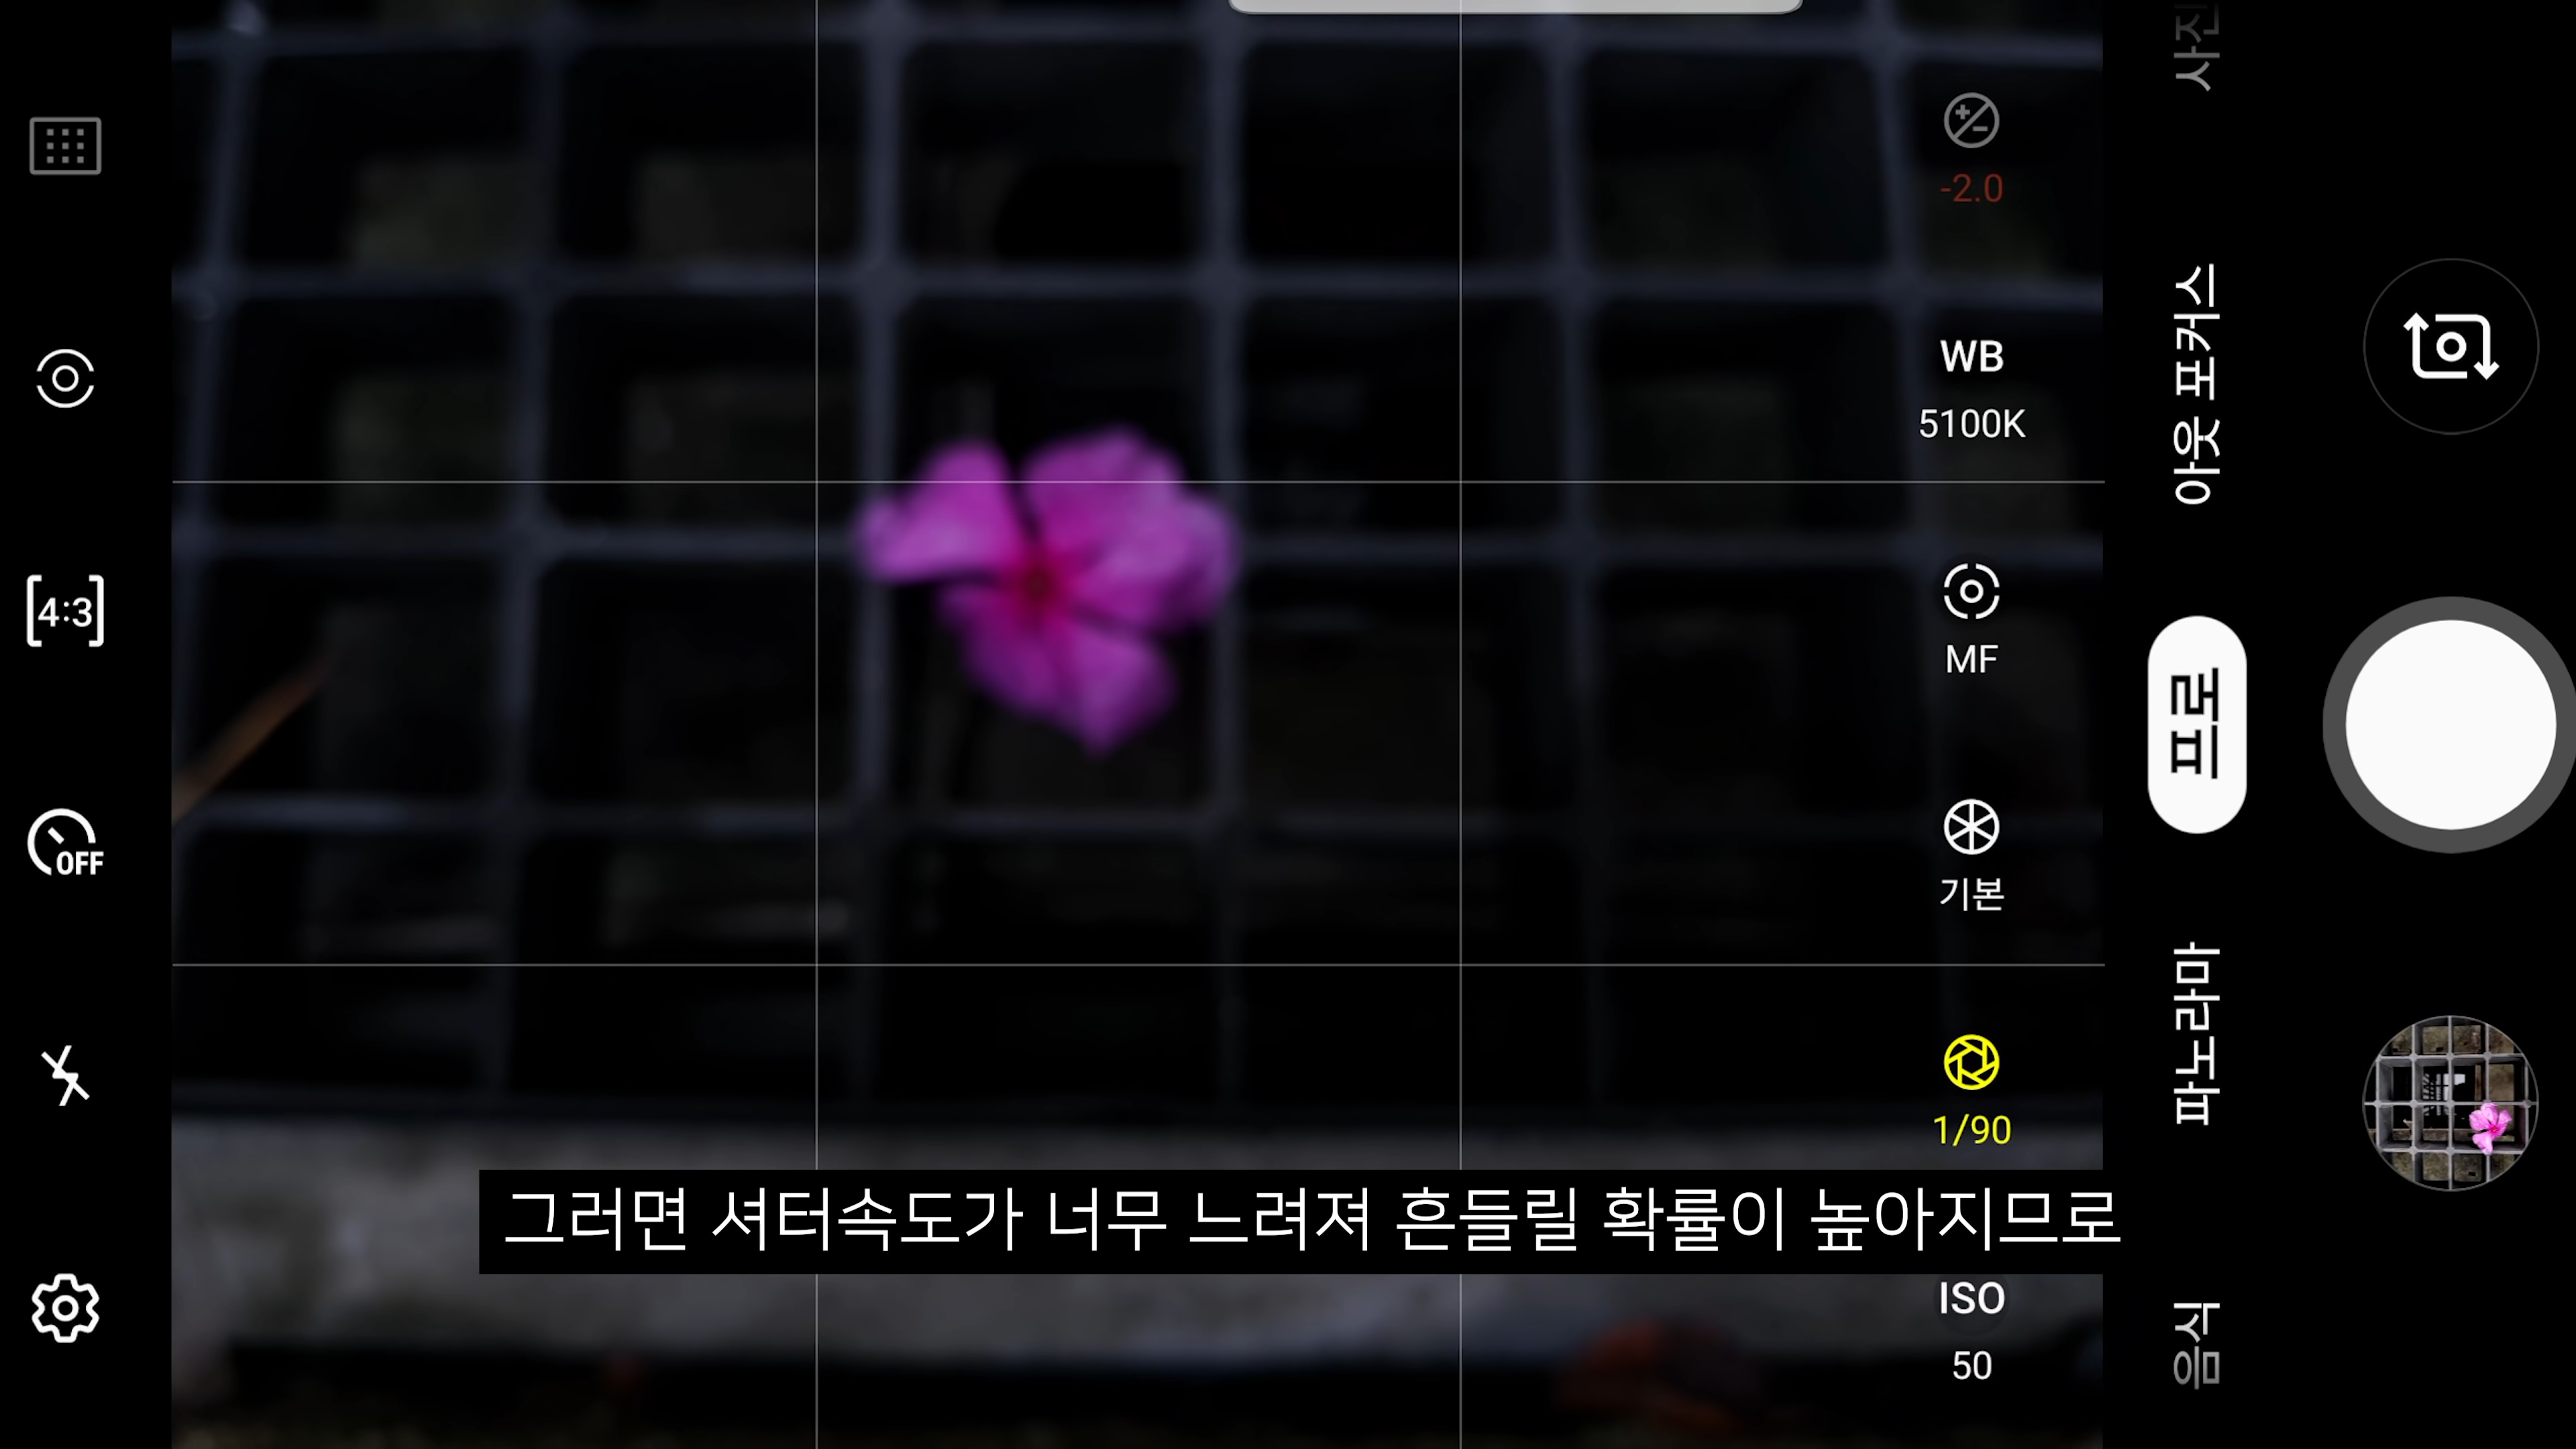 사진
-2.0
아웃 포커스
WB
5100K
4:3
MF
프로
OFF
기본
파노라마
1/90
그러면 셔터속도가 너무 느려져 흔들릴 확률이 높아지므로
ISO
50
음식